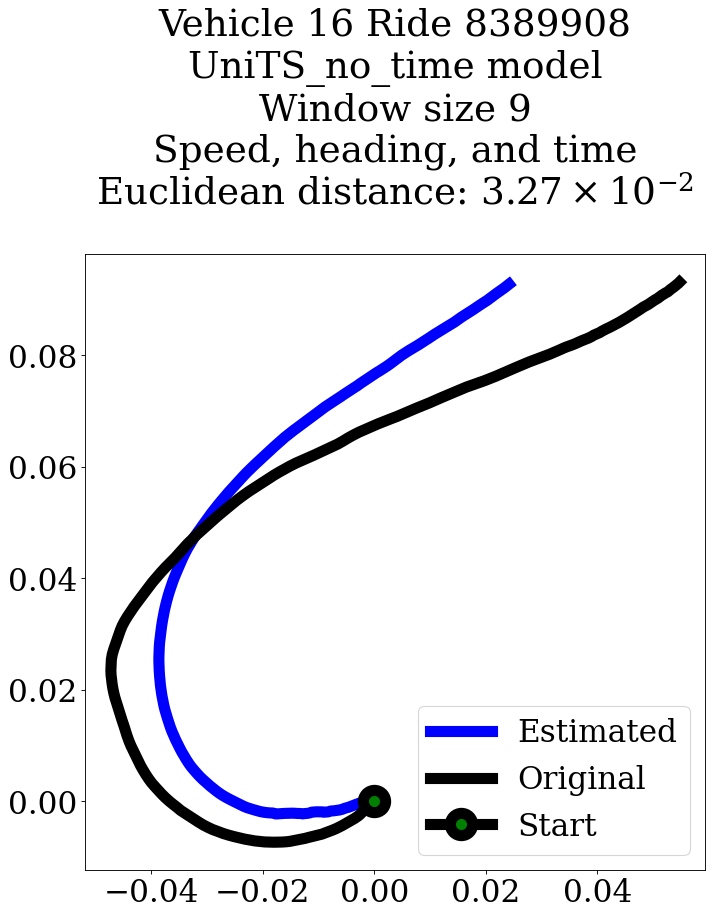 Vehicle 16 Ride 8389908
UniTS_no_time model
Window size 9
Speed, heading, and time
Euclidean distance: 3.27 × 10⁻²
0.08
0.06
0.04
0.02
0.00
Estimated
Original
Start
−0.04 −0.02 0.00 0.02 0.04